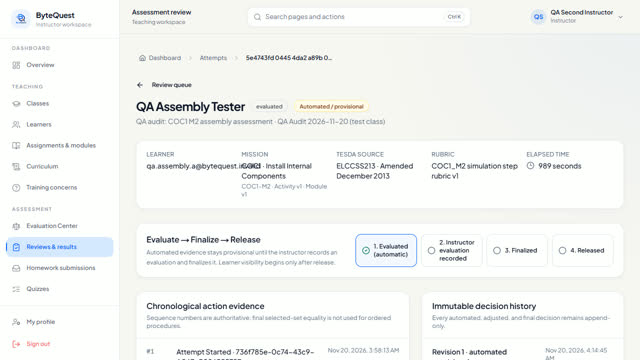 ByteQuest
Instructor workspace
Assessment review
Teaching workspace
Search pages and actions
Ctrl K
QS
QA Second Instructor
Instructor
DASHBOARD
Overview
TEACHING
Classes
Learners
Assignments & modules
Curriculum
Training concerns
ASSESSMENT
Evaluation Center
Reviews & results
Homework submissions
Quizzes
My profile
Sign out
Dashboard
Attempts
5e4743fd 0445 4da2 a89b 0...
Review queue
QA Assembly Tester
evaluated
Automated / provisional
QA audit: COC1 M2 assembly assessment · QA Audit 2026-11-20 (test class)
LEARNER
qa.assembly.a@bytequest.
MISSION
COC1 · Install Internal
Components
COC1 · M2 · Activity v1 · Module
v1
TESDA SOURCE
ELCCSS213 · Amended
December 2013
RUBRIC
COC1_M2 simulation step
rubric v1
ELAPSED TIME
989 seconds
Evaluate → Finalize → Release
Automated evidence stays provisional until the instructor records an
evaluation and finalizes it. Learner visibility begins only after release.
1. Evaluated
(automatic)
2. Instructor
evaluation
recorded
3. Finalized
4. Released
Chronological action evidence
Sequence numbers are authoritative; final selected-set equality is not used for ordered
procedures.
#1
Attempt Started · 736f785e-0c74-43c9-
Nov 20, 2026, 3:58:13 AM
Immutable decision history
Every automated, adjusted, and final decision remains append-
only.
Revision 1 · automated
Nov 20, 2026, 4:14:45